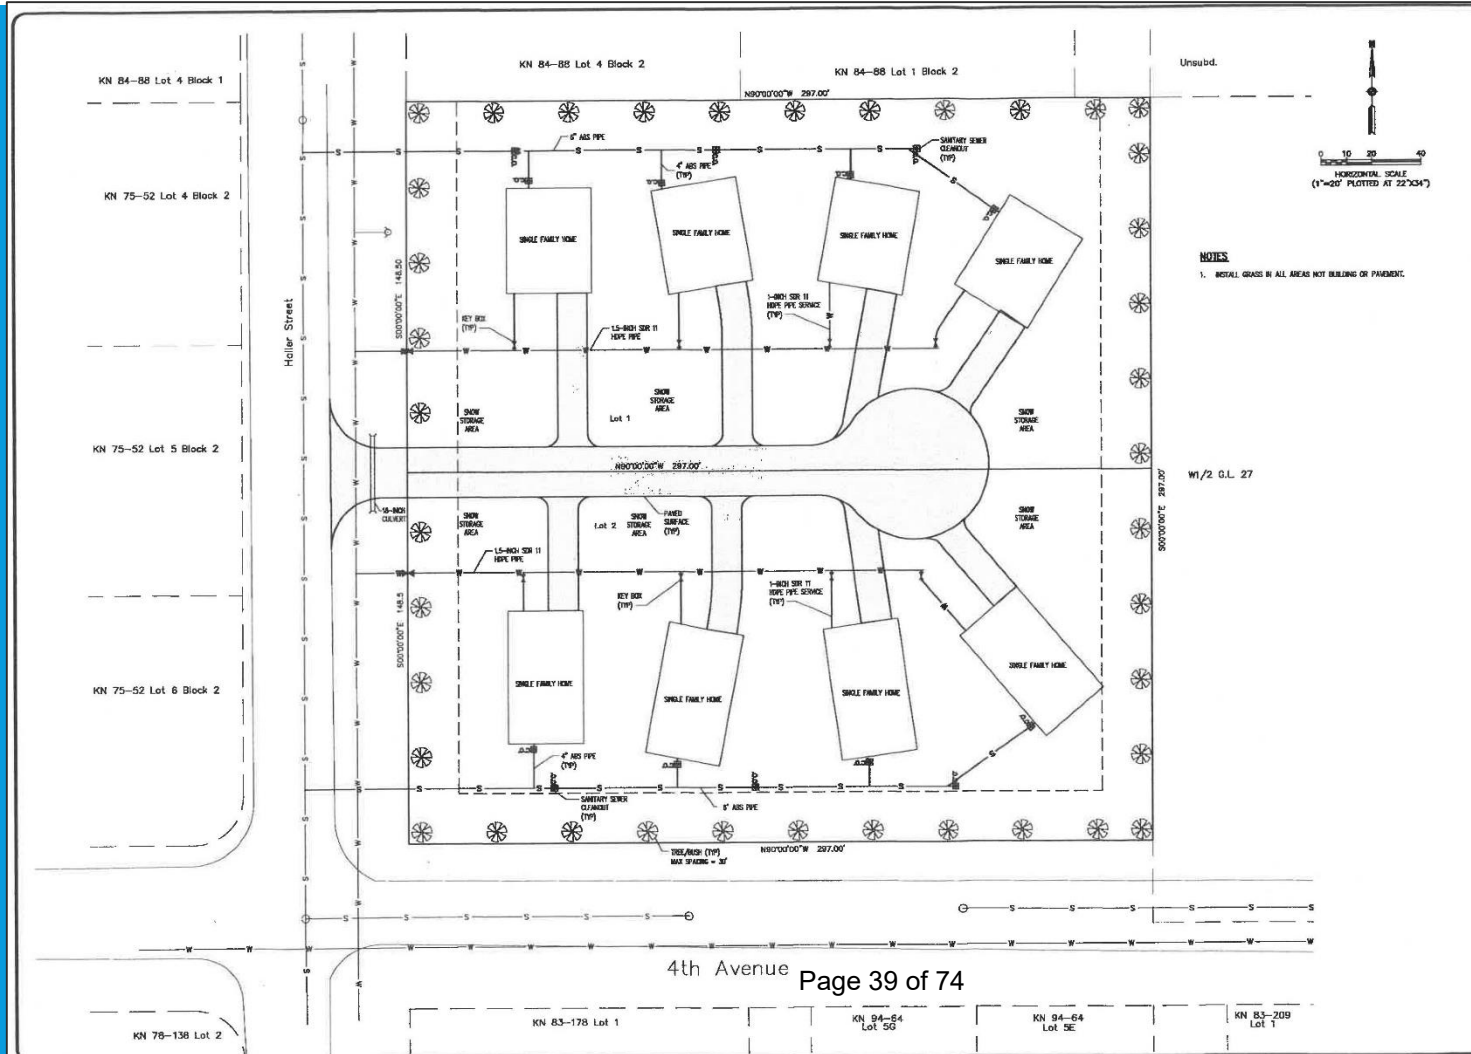 KN 84-88 Lot 4 Block 1
KN 84-88 Lot 4 Block 2
KN 84-88 Lot 1 Block 2
Unsubd.
N
N90°00'00"W 297.00'
6" ABS PIPE
SANITARY SEWER
CLEANOUT
(TYP)
4" ABS PIPE
(TYP)
0 10 20 40
HORIZONTAL SCALE
(1"=20' PLOTTED AT 22"X34")
KN 75-52 Lot 4 Block 2
SINGLE FAMILY HOME
SINGLE FAMILY HOME
SINGLE FAMILY HOME
SINGLE FAMILY HOME
NOTES
1. INSTALL GRASS IN ALL AREAS NOT BUILDING OR PAVEMENT.
S00°00'00"E 148.50
Haller Street
KEY BOX
(TYP)
1.5-INCH SDR 11
HDPE PIPE
1-INCH SDR 11
HDPE PIPE SERVICE
(TYP)
SNOW
STORAGE
AREA
SNOW
STORAGE
AREA
SNOW
STORAGE
AREA
Lot 1
KN 75-52 Lot 5 Block 2
N90°00'00"W 297.00'
W1/2 G.L. 27
S00°00'00"E 297.00'
18-INCH
CULVERT
SNOW
STORAGE
AREA
Lot 2
SNOW
STORAGE
AREA
PAVED
SURFACE
(TYP)
SNOW
STORAGE
AREA
1.5-INCH SDR 11
HDPE PIPE
KEY BOX
(TYP)
1-INCH SDR 11
HDPE PIPE SERVICE
(TYP)
S00°00'00"E 148.5
KN 75-52 Lot 6 Block 2
SINGLE FAMILY HOME
SINGLE FAMILY HOME
SINGLE FAMILY HOME
SINGLE FAMILY HOME
4" ABS PIPE
(TYP)
SANITARY SEWER
CLEANOUT
(TYP)
6" ABS PIPE
TREE/BUSH (TYP)
MAX SPACING = 30'
N90°00'00"W 297.00'
4th Avenue
Page 39 of 74
KN 76-138 Lot 2
KN 83-178 Lot 1
KN 94-64
Lot 5G
KN 94-64
Lot 5E
KN 83-209
Lot 1